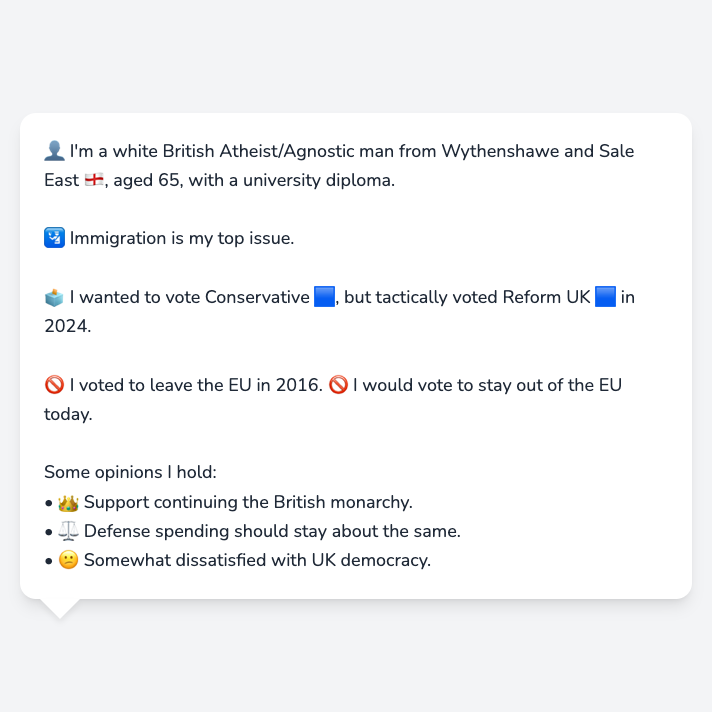 👤 I'm a white British Atheist/Agnostic man from Wythenshawe and Sale
East 🏴󠁧󠁢󠁥󠁮󠁧󠁿, aged 65, with a university diploma.
🛂 Immigration is my top issue.
🗳️ I wanted to vote Conservative 🟦, but tactically voted Reform UK 🟦 in
2024.
🚫 I voted to leave the EU in 2016. 🚫 I would vote to stay out of the EU
today.
Some opinions I hold:
• 👑 Support continuing the British monarchy.
• ⚖️ Defense spending should stay about the same.
• 😕 Somewhat dissatisfied with UK democracy.